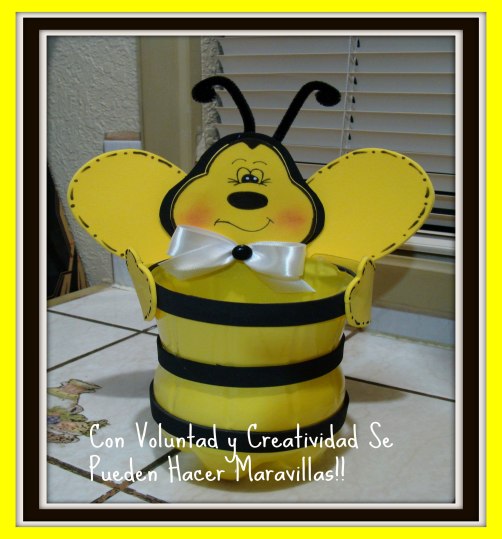 Con Voluntad y Creatividad Se
Pueden Hacer Maravillas!!